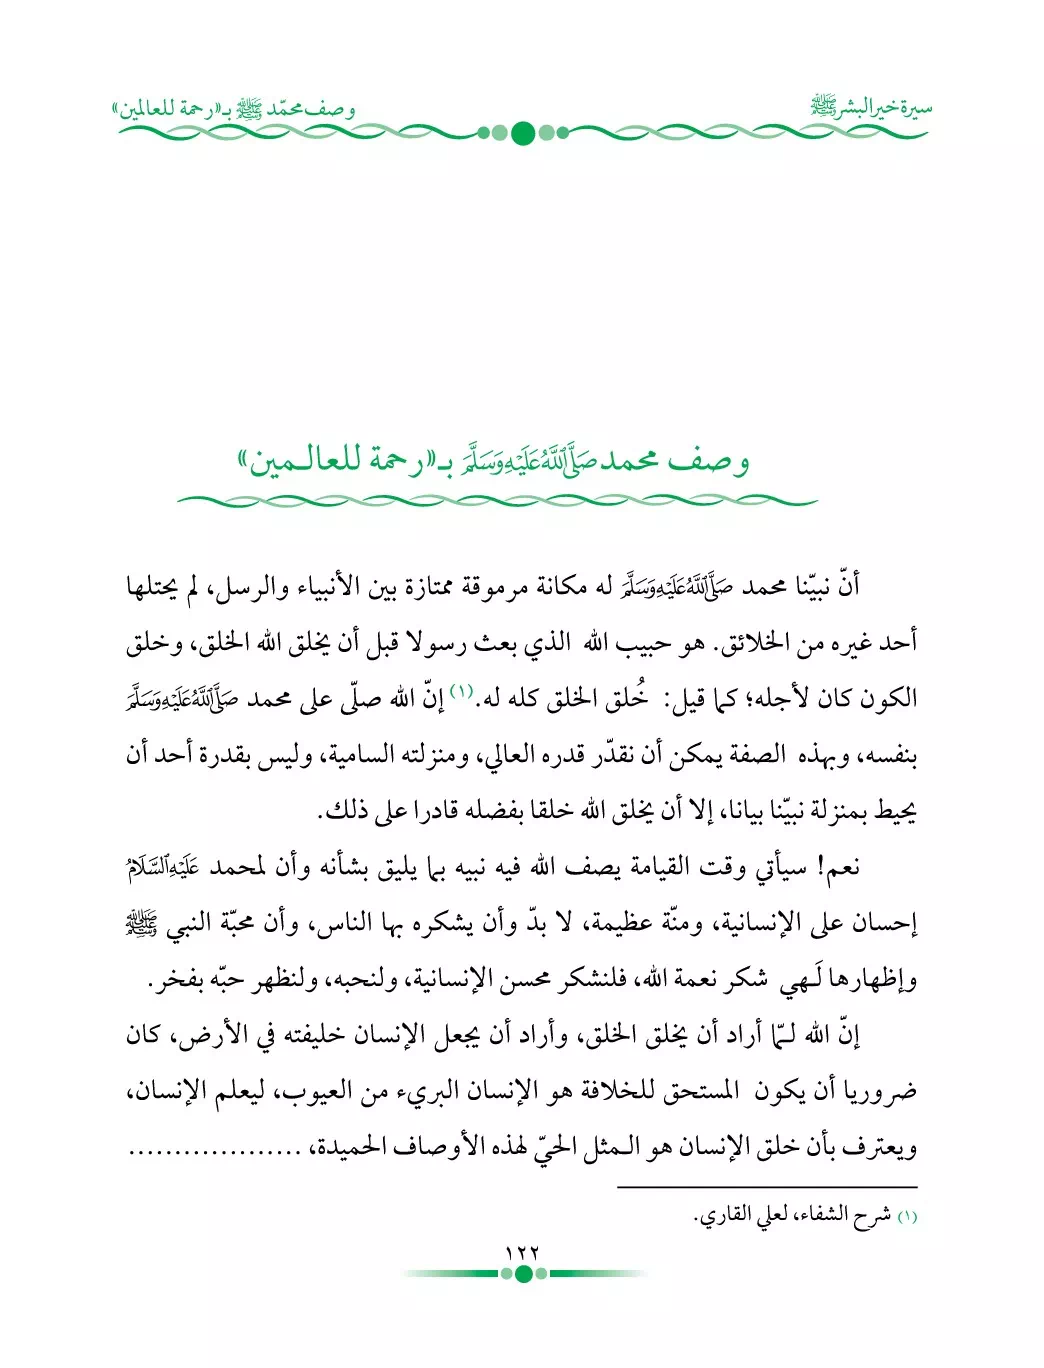 سيرة خير البشر ﷺ
وصف محمّد ﷺ بـ«رحمة للعالمين»
وصف محمد صَلَّى ٱللَّهُ عَلَيْهِ وَسَلَّمَ بـ«رحمة للعالـمين»
أنّ نبيّنا محمد صَلَّى ٱللَّهُ عَلَيْهِ وَسَلَّمَ له مكانة مرموقة ممتازة بين الأنبياء والرسل، لم يحتلها
أحد غيره من الخلائق. هو حبيب الله الذي بعث رسولا قبل أن يخلق الله الخلق، وخلق
الكون كان لأجله؛ كما قيل: خُلق الخلق كله له.(١) إنّ الله صلّى على محمد صَلَّى ٱللَّهُ عَلَيْهِ وَسَلَّمَ
بنفسه، وبهذه الصفة يمكن أن نقدّر قدره العالي، ومنزلته السامية، وليس بقدرة أحد أن
يحيط بمنزلة نبيّنا بيانا، إلا أن يخلق الله خلقا بفضله قادرا على ذلك.
نعم! سيأتي وقت القيامة يصف الله فيه نبيه بما يليق بشأنه وأن لمحمد عَلَيْهِ ٱلسَّلَامُ
إحسان على الإنسانية، ومنّة عظيمة، لا بدّ وأن يشكره بها الناس، وأن محبّة النبي ﷺ
وإظهارها لَـهي شكر نعمة الله، فلنشكر محسن الإنسانية، ولنحبه، ولنظهر حبّه بفخر.
إنّ الله لـمّا أراد أن يخلق الخلق، وأراد أن يجعل الإنسان خليفته في الأرض، كان
ضروريا أن يكون المستحق للخلافة هو الإنسان البريء من العيوب، ليعلم الإنسان،
ويعترف بأن خلق الإنسان هو الـمثل الحيّ لهذه الأوصاف الحميدة، ...................
(١) شرح الشفاء، لعلي القاري.
١٢٢